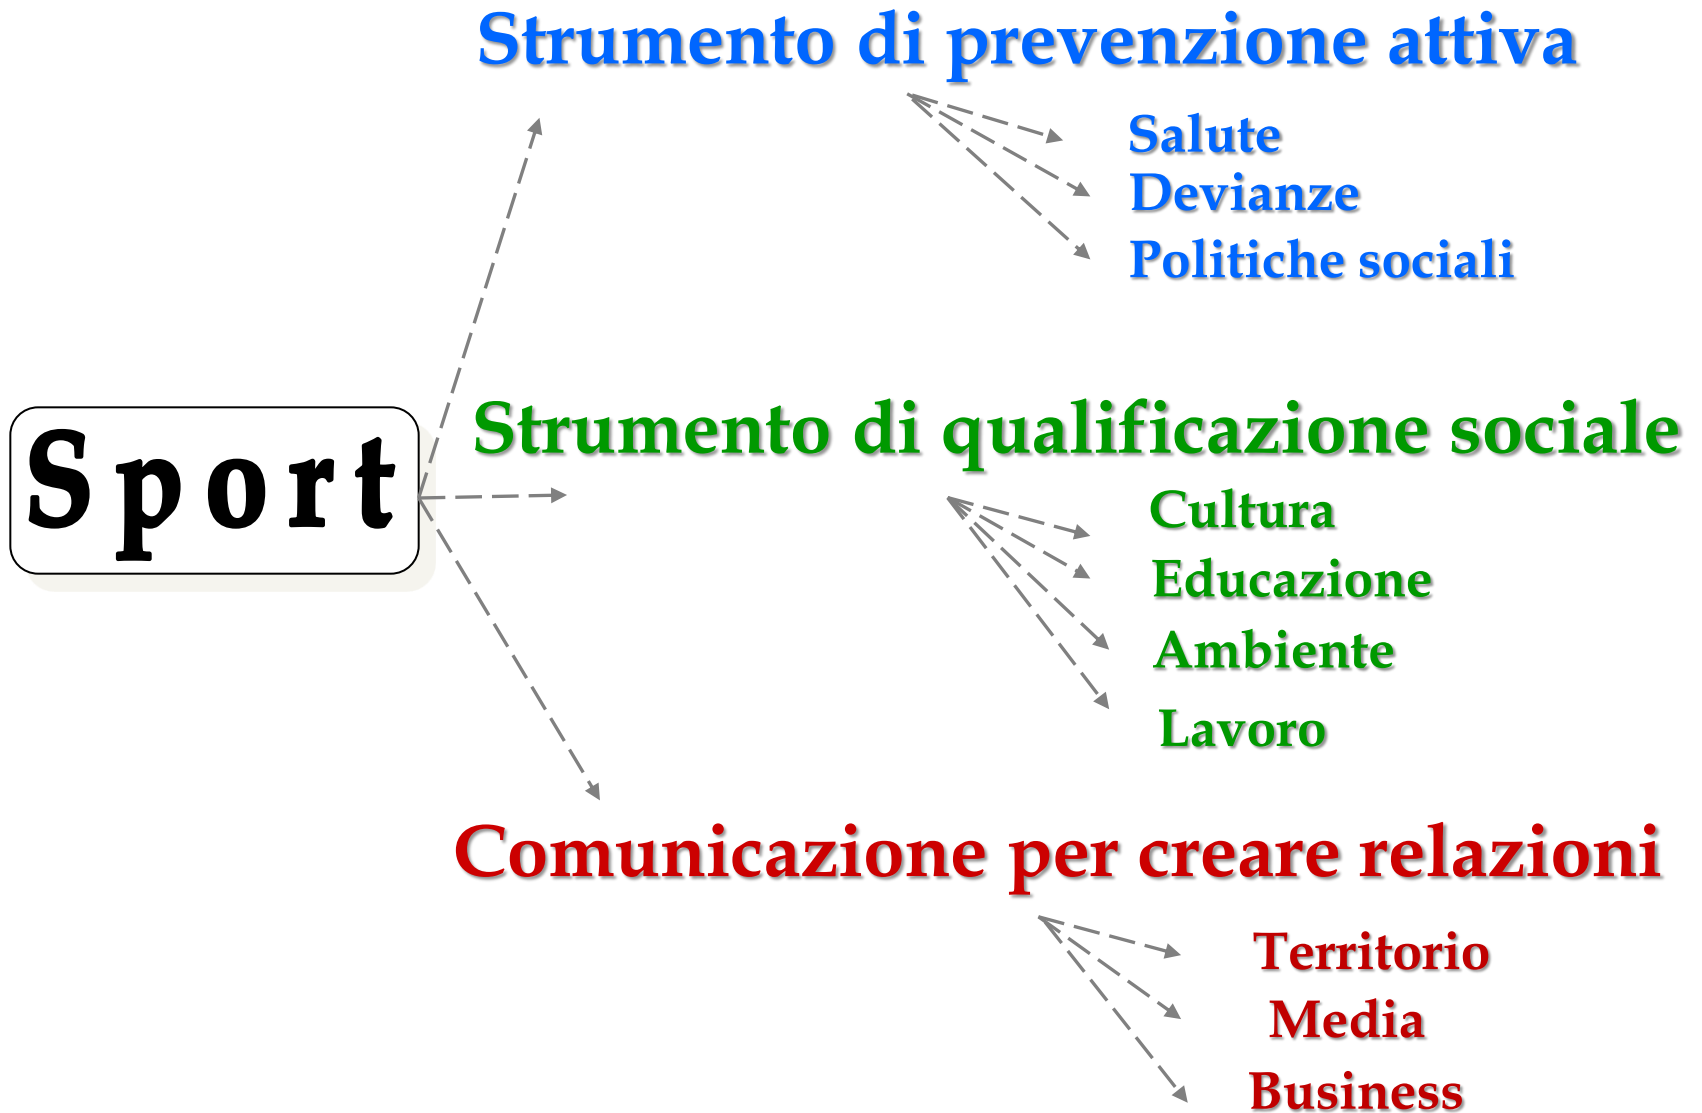 Strumento di prevenzione attiva
Salute
Devianze
Politiche sociali
Sport
Strumento di qualificazione sociale
Cultura
Educazione
Ambiente
Lavoro
Comunicazione per creare relazioni
Territorio
Media
Business